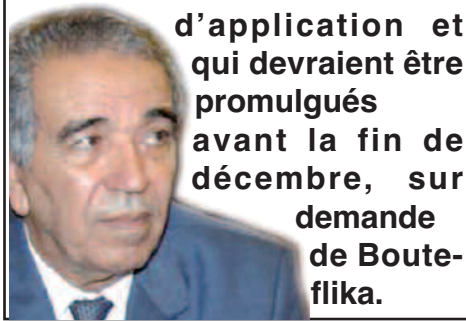 d’application et
qui devraient être
promulgués
avant la fin de
décembre, sur
demande
de Boute-
flika.